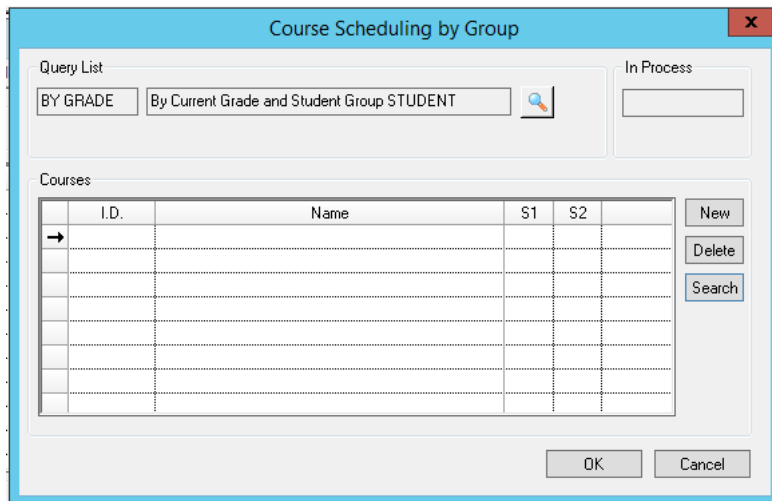 Course Scheduling by Group
x
Query List
In Process
BY GRADE
By Current Grade and Student Group STUDENT
Courses
I.D. Name S1 S2
New
Delete
Search
OK
Cancel